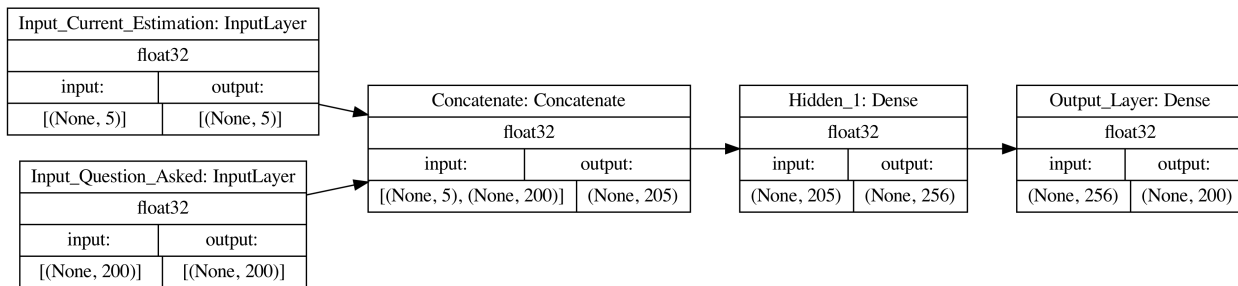 Input_Current_Estimation: InputLayer
float32
input: output:
[(None, 5)] [(None, 5)]
Input_Question_Asked: InputLayer
float32
input: output:
[(None, 200)] [(None, 200)]
Concatenate: Concatenate
float32
input: output:
[(None, 5), (None, 200)] (None, 205)
Hidden_1: Dense
float32
input: output:
(None, 205) (None, 256)
Output_Layer: Dense
float32
input: output:
(None, 256) (None, 200)